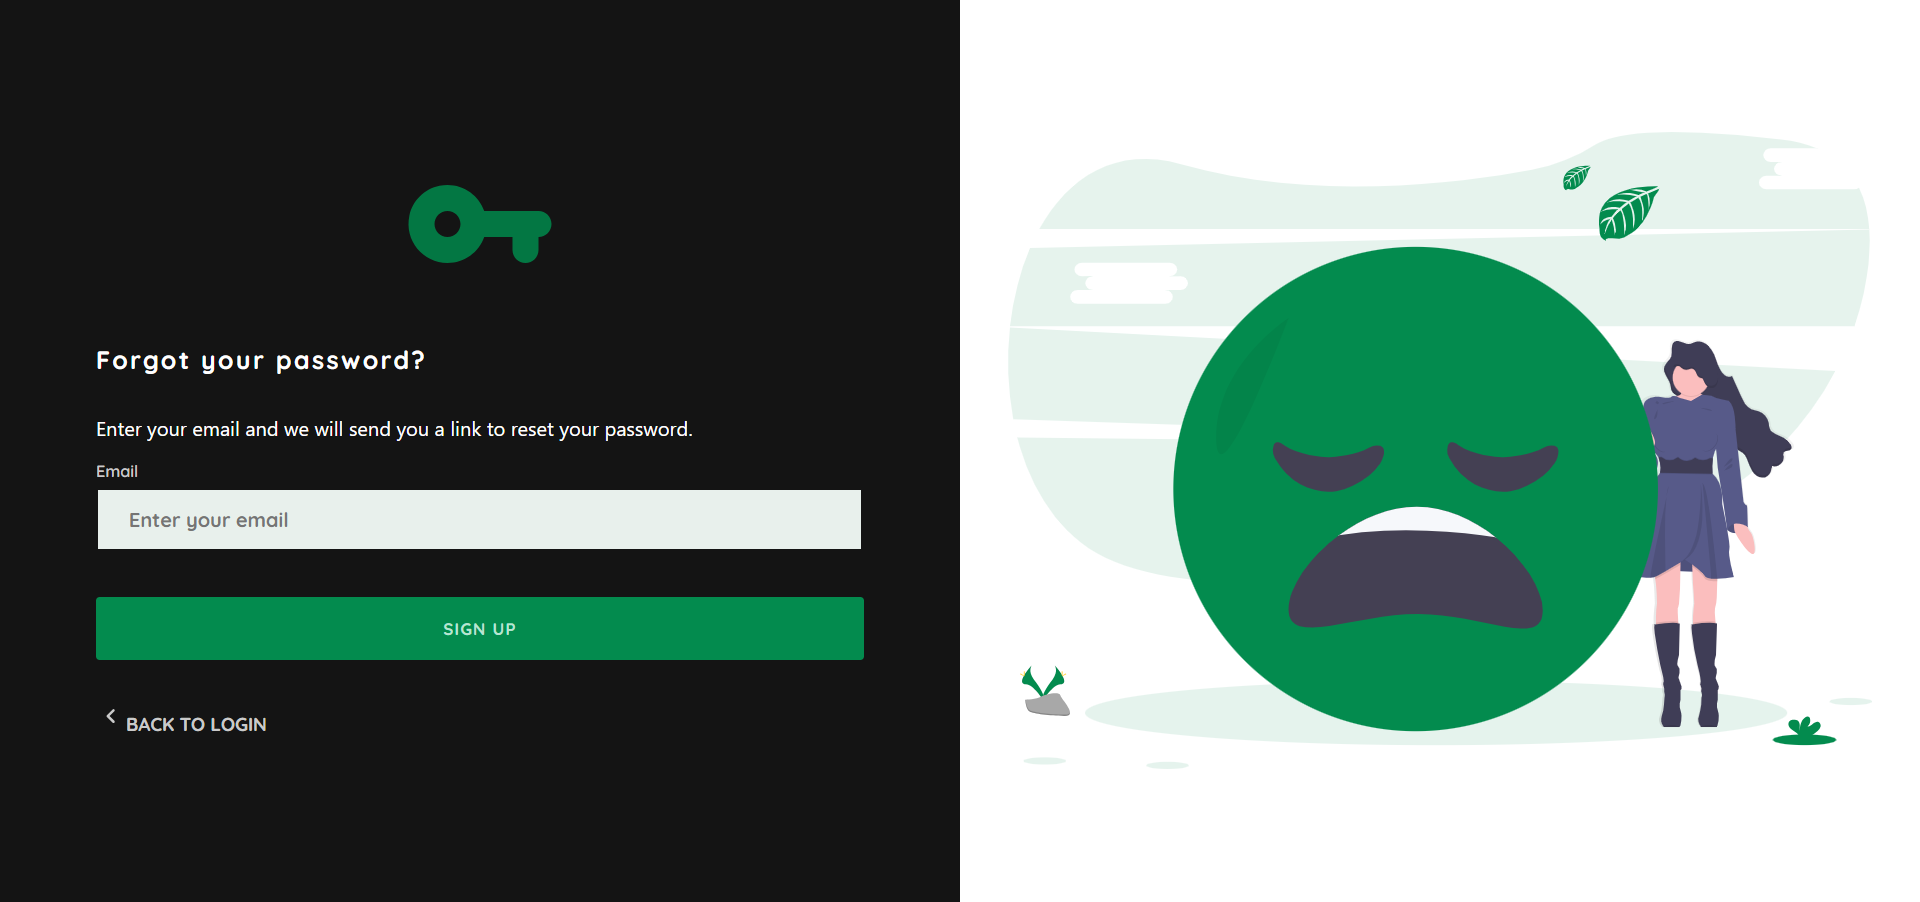 Forgot your password?
Enter your email and we will send you a link to reset your password.
Email
Enter your email
SIGN UP
BACK TO LOGIN